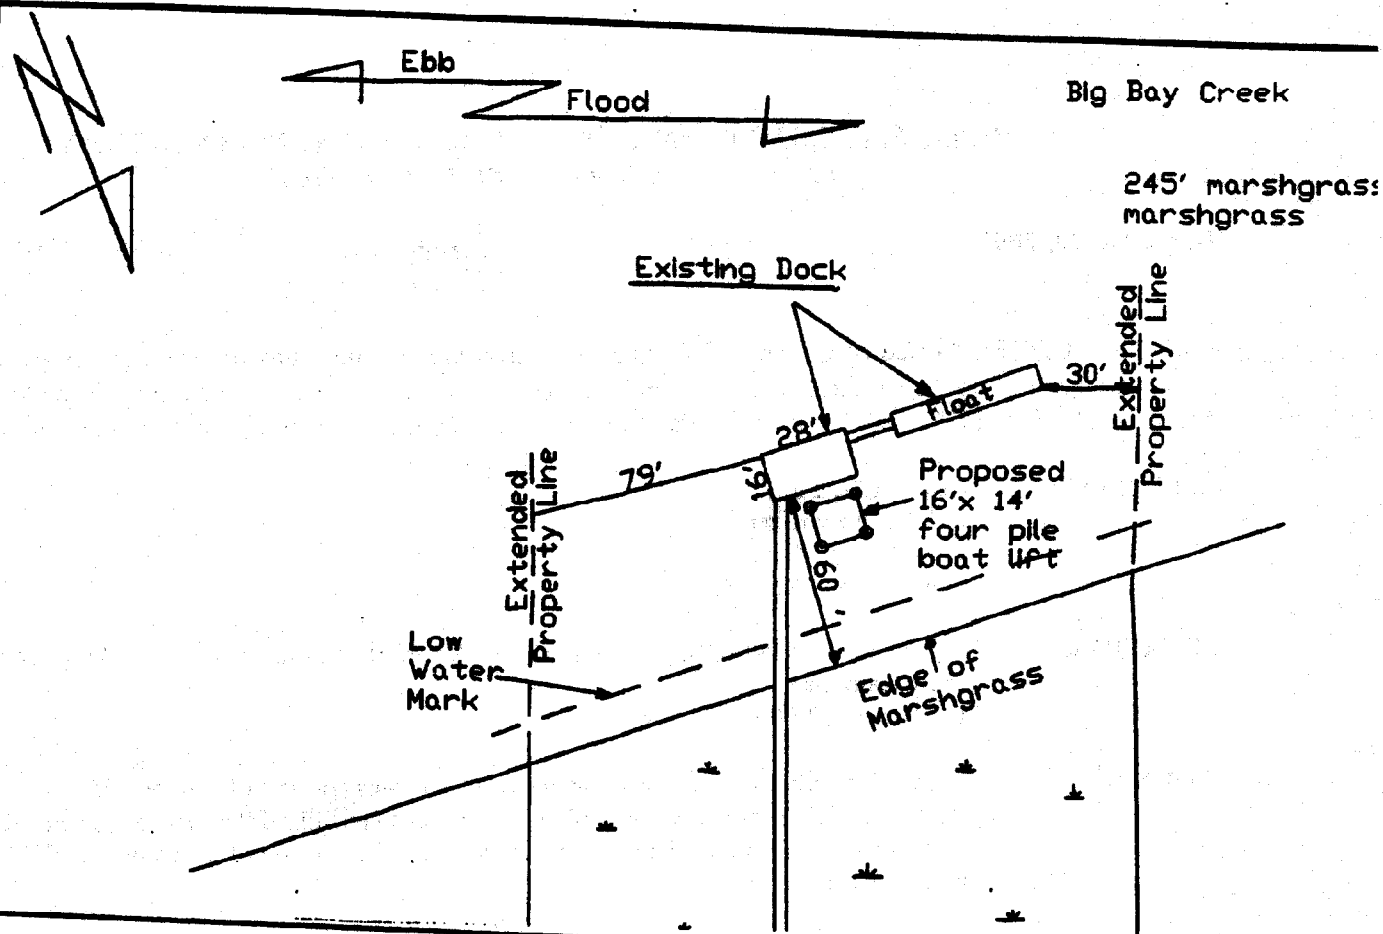 Ebb
Flood
Big Bay Creek
245' marshgrass
marshgrass
Existing Dock
Extended
Property Line
30'
Float
28'
16'
79'
Proposed
16'x 14'
four pile
boat lift
60'
Extended
Property Line
Low
Water
Mark
Edge of
Marshgrass